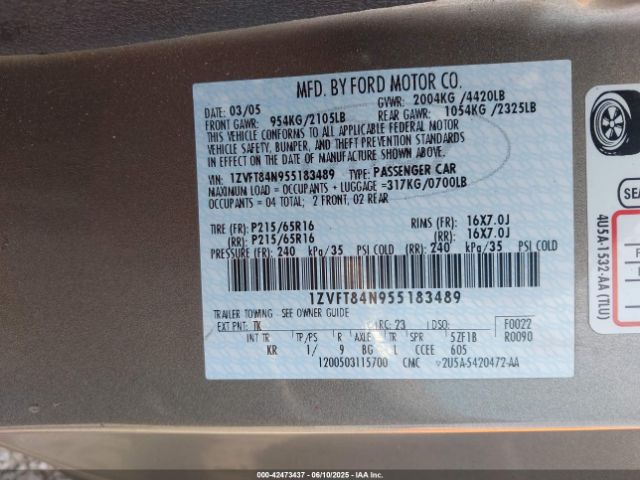 MFD. BY FORD MOTOR CO.
DATE: 03/05 GVWR: 2004KG /4420LB
FRONT GAWR: 954KG/2105LB REAR GAWR: 1054KG /2325LB
THIS VEHICLE CONFORMS TO ALL APPLICABLE FEDERAL MOTOR
VEHICLE SAFETY, BUMPER, AND THEFT PREVENTION STANDARDS
IN EFFECT ON THE DATE OF MANUFACTURE SHOWN ABOVE.
VIN: 1ZVFT84N955183489 TYPE: PASSENGER CAR
MAXIMUM LOAD = OCCUPANTS + LUGGAGE =317KG/0700LB
OCCUPANTS = 04 TOTAL; 2 FRONT, 02 REAR
TIRE (FR): P215/65R16 RIMS (FR): 16X7.0J
(RR): P215/65R16 (RR): 16X7.0J
PRESSURE (FR): 240 kPa/35 PSI COLD (RR): 240 kPa/35 PSI COLD
1ZVFT84N955183489
TRAILER TOWING - SEE OWNER GUIDE
EXT PNT: TK RC: 23 DSO: F0022
INT TR TP/PS R AXLE TR SPR 5ZF1B R0090
KR 1/ 9 BG L CCEE 605
1200503115700 CMC 2U5A-5420472-AA
4U5A-1532-AA (TLU)
000-42473437 - 06/10/2025 - COPYRIGHT IAA, LLC.